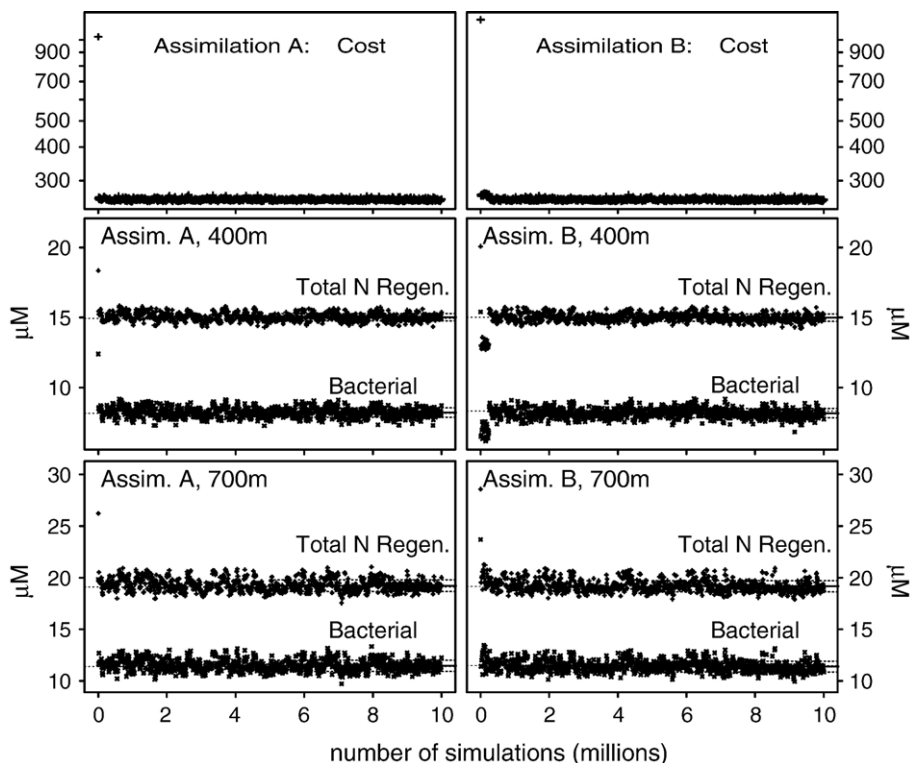 Assimilation A: Cost
Assimilation B: Cost
900
700
500
400
300
900
700
500
400
300
Assim. A, 400m
Assim. B, 400m
Total N Regen.
Total N Regen.
Bacterial
Bacterial
20
15
10
µM
20
15
10
µM
Assim. A, 700m
Assim. B, 700m
Total N Regen.
Total N Regen.
Bacterial
Bacterial
30
25
20
15
10
µM
30
25
20
15
10
µM
0 2 4 6 8 10
0 2 4 6 8 10
number of simulations (millions)